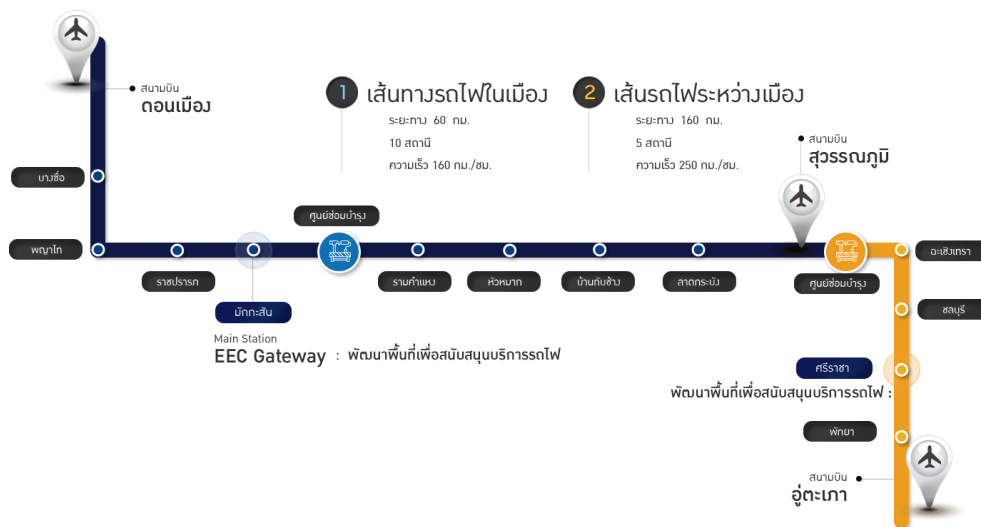 สนามบิน
ดอนเมือง
1 เส้นทางรถไฟในเมือง
ระยะทาง 60 กม.
10 สถานี
ความเร็ว 160 กม./ชม.
2 เส้นรถไฟระหว่างเมือง
ระยะทาง 160 กม.
5 สถานี
ความเร็ว 250 กม./ชม.
สนามบิน
สุวรรณภูมิ
บางซื่อ
ศูนย์ซ่อมบำรุง
พญาไท
ฉะเชิงเทรา
ราชปรารภ
รามคำแหง
หัวหมาก
บ้านทับช้าง
ลาดกระบัง
ศูนย์ซ่อมบำรุง
มักกะสัน
ชลบุรี
Main Station
EEC Gateway : พัฒนาพื้นที่เพื่อสนับสนุนบริการรถไฟ
ศรีราชา
พัฒนาพื้นที่เพื่อสนับสนุนบริการรถไฟ :
พัทยา
สนามบิน
อู่ตะเภา